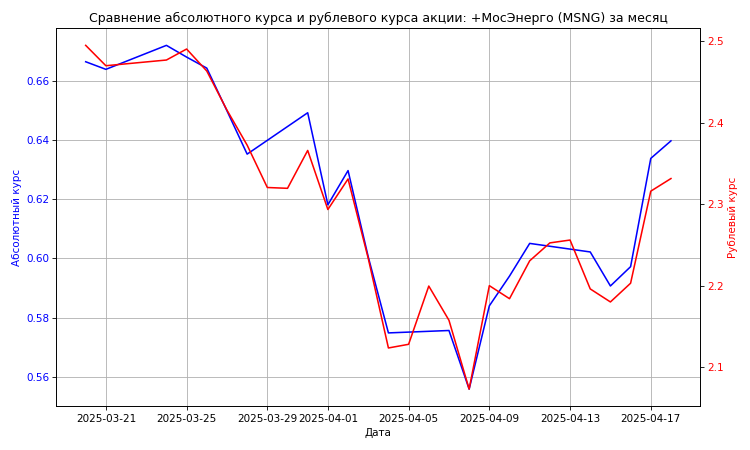 Сравнение абсолютного курса и рублевого курса акции: +МосЭнерго (MSNG) за месяц
0.66
0.64
0.62
0.60
0.58
0.56
Абсолютный курс
2.5
2.4
2.3
2.2
2.1
Рублевый курс
2025-03-21 2025-03-25 2025-03-29 2025-04-01 2025-04-05 2025-04-09 2025-04-13 2025-04-17
Дата